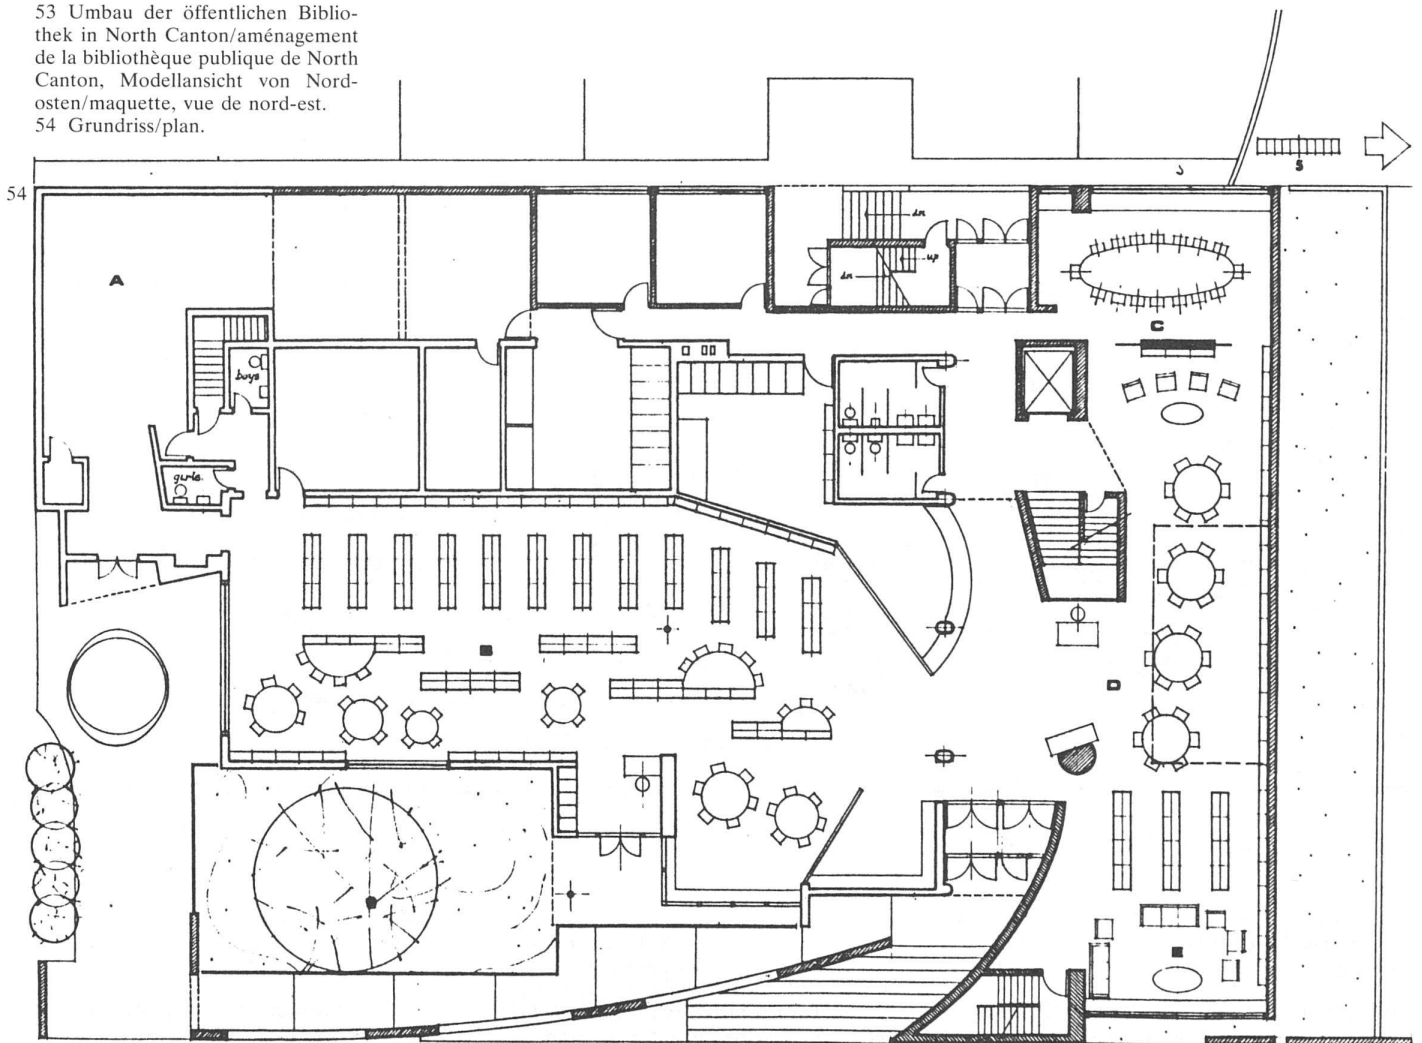 53 Umbau der öffentlichen Biblio-
thek in North Canton/aménagement
de la bibliothèque publique de North
Canton, Modellansicht von Nord-
osten/maquette, vue de nord-est.
54 Grundriss/plan.
54
5
A
dn
dn
up
C
boys
girls
B
D
E